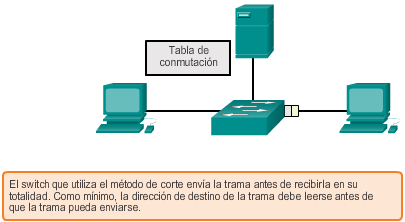 Tabla de
conmutación
El switch que utiliza el método de corte envía la trama antes de recibirla en su
totalidad. Como mínimo, la dirección de destino de la trama debe leerse antes de
que la trama pueda enviarse.